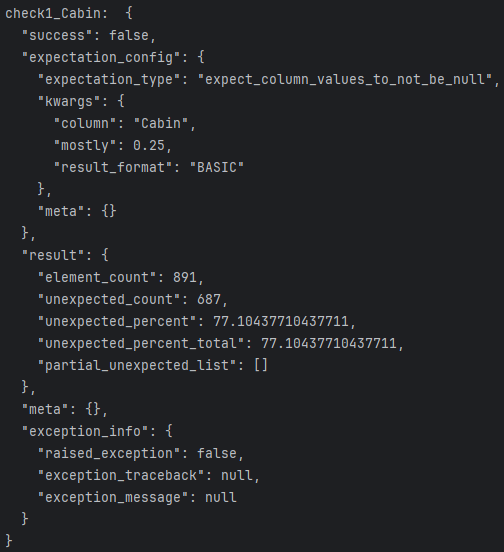 check1_Cabin:  {
  "success": false,
  "expectation_config": {
    "expectation_type": "expect_column_values_to_not_be_null",
    "kwargs": {
      "column": "Cabin",
      "mostly": 0.25,
      "result_format": "BASIC"
    },
    "meta": {}
  },
  "result": {
    "element_count": 891,
    "unexpected_count": 687,
    "unexpected_percent": 77.10437710437711,
    "unexpected_percent_total": 77.10437710437711,
    "partial_unexpected_list": []
  },
  "meta": {},
  "exception_info": {
    "raised_exception": false,
    "exception_traceback": null,
    "exception_message": null
  }
}